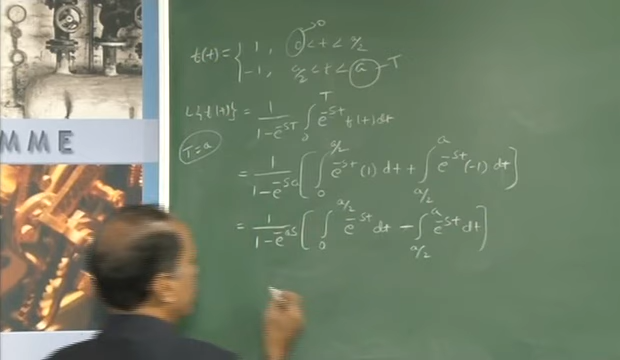 MME
f(t) = { 1, 0 < t < a/2 → 0
-1, a/2 < t < a – T
L{f(t)} = 1/(1-e^{-sT}) ∫_0^T e^{-st} f(t) dt
T = a
= 1/(1-e^{-sa}) [ ∫_0^{a/2} e^{-st} (1) dt + ∫_{a/2}^a e^{-st} (-1) dt ]
= 1/(1-e^{-as}) [ ∫_0^{a/2} e^{-st} dt - ∫_{a/2}^a e^{-st} dt ]